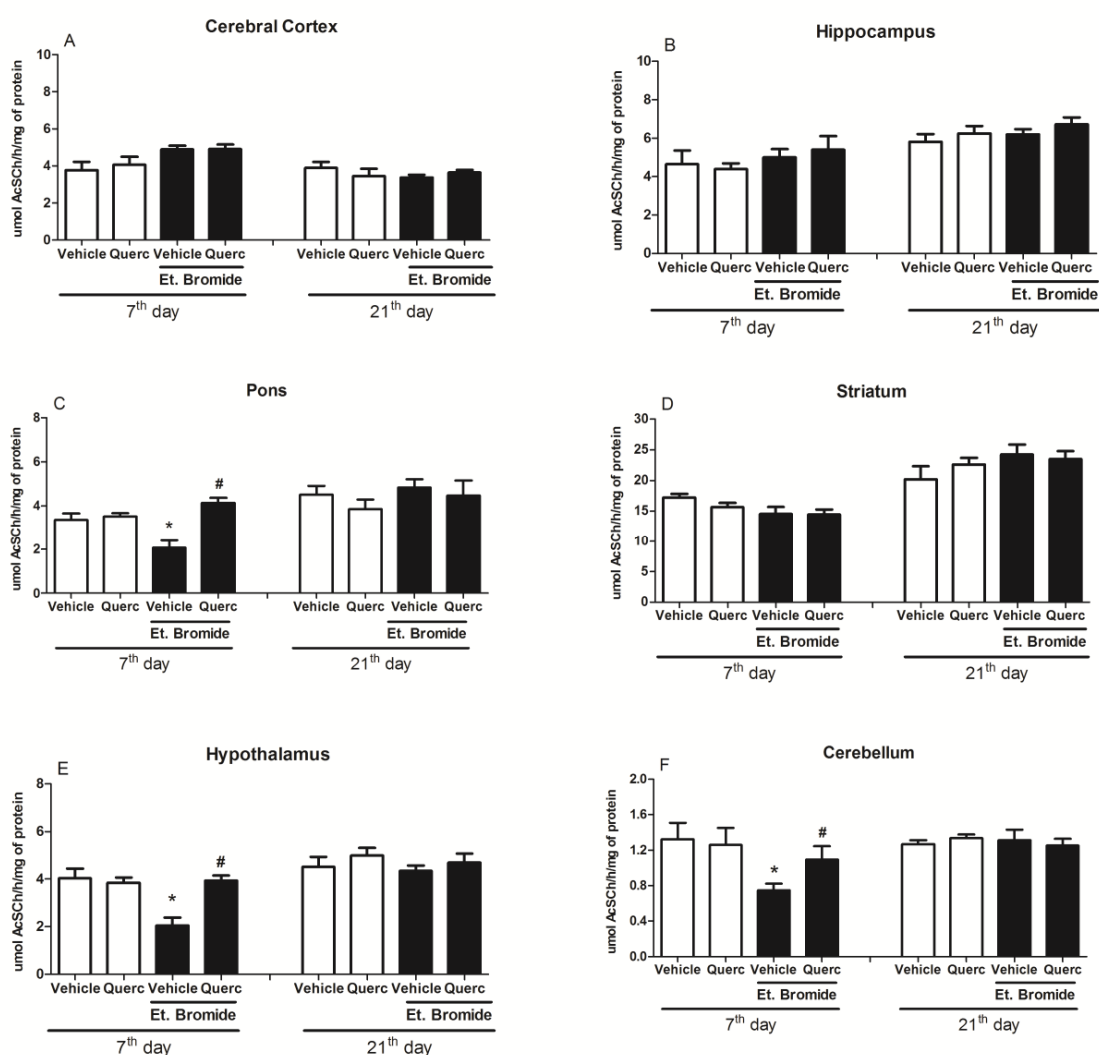 A
Cerebral Cortex
umol AcSCh/h/mg of protein
10
8
6
4
2
0
Vehicle Querc Vehicle Querc Vehicle Querc Vehicle Querc
Et. Bromide Et. Bromide
7th day 21th day
B
Hippocampus
umol AcSCh/h/mg of protein
10
8
6
4
2
0
Vehicle Querc Vehicle Querc Vehicle Querc Vehicle Querc
Et. Bromide Et. Bromide
7th day 21th day
C
Pons
umol AcSCh/h/mg of protein
8
6
4
2
0
* #
Vehicle Querc Vehicle Querc Vehicle Querc Vehicle Querc
Et. Bromide Et. Bromide
7th day 21th day
D
Striatum
umol AcSCh/h/mg of protein
30
25
20
15
10
5
0
Vehicle Querc Vehicle Querc Vehicle Querc Vehicle Querc
Et. Bromide Et. Bromide
7th day 21th day
E
Hypothalamus
umol AcSCh/h/mg of protein
8
6
4
2
0
* #
Vehicle Querc Vehicle Querc Vehicle Querc Vehicle Querc
Et. Bromide Et. Bromide
7th day 21th day
F
Cerebellum
umol AcSCh/h/mg of protein
2.0
1.6
1.2
0.8
0.4
0.0
* #
Vehicle Querc Vehicle Querc Vehicle Querc Vehicle Querc
Et. Bromide Et. Bromide
7th day 21th day